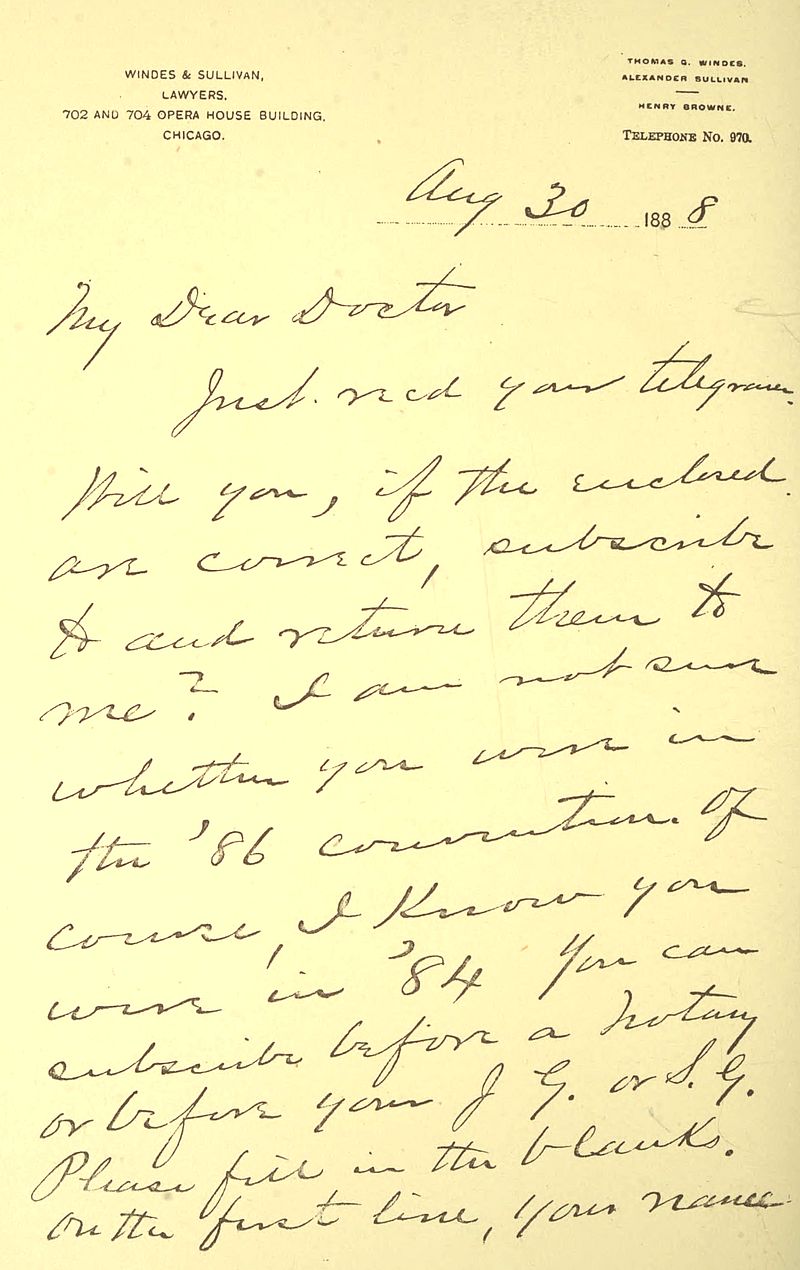 WINDES & SULLIVAN,
LAWYERS.
702 AND 704 OPERA HOUSE BUILDING.
CHICAGO.
THOMAS G. WINDES.
ALEXANDER SULLIVAN
HENRY BROWNE.
TELEPHONE No. 970.
Aug 30 1888
My Dear Doctor
Just recd your telegram.
Will you, if the enclosed
are correct, subscribe
to and return them to
me? I am not sure
whether you were in
the '86 convention. Of
course, I know you
were in '84 You can
subscribe before a notary
or before your J G. or S. G.
Please fill in the blanks.
On the first line, your name